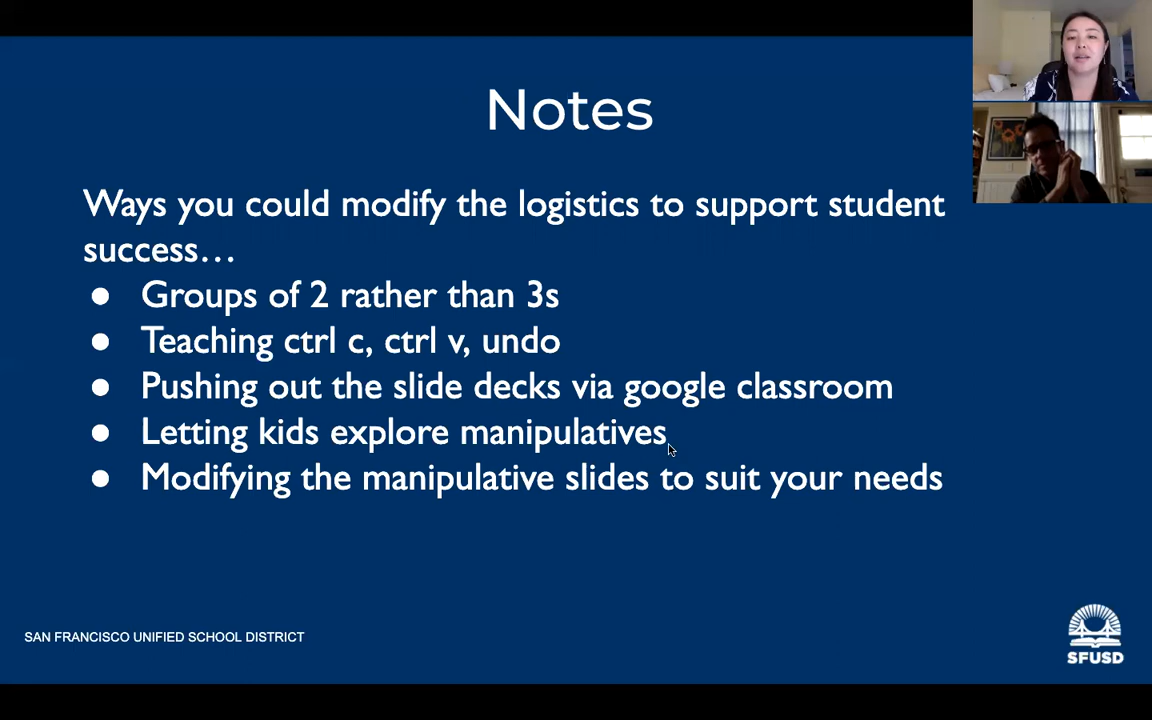 Notes
Ways you could modify the logistics to support student
success…
● Groups of 2 rather than 3s
● Teaching ctrl c, ctrl v, undo
● Pushing out the slide decks via google classroom
● Letting kids explore manipulatives
● Modifying the manipulative slides to suit your needs
SAN FRANCISCO UNIFIED SCHOOL DISTRICT
SFUSD